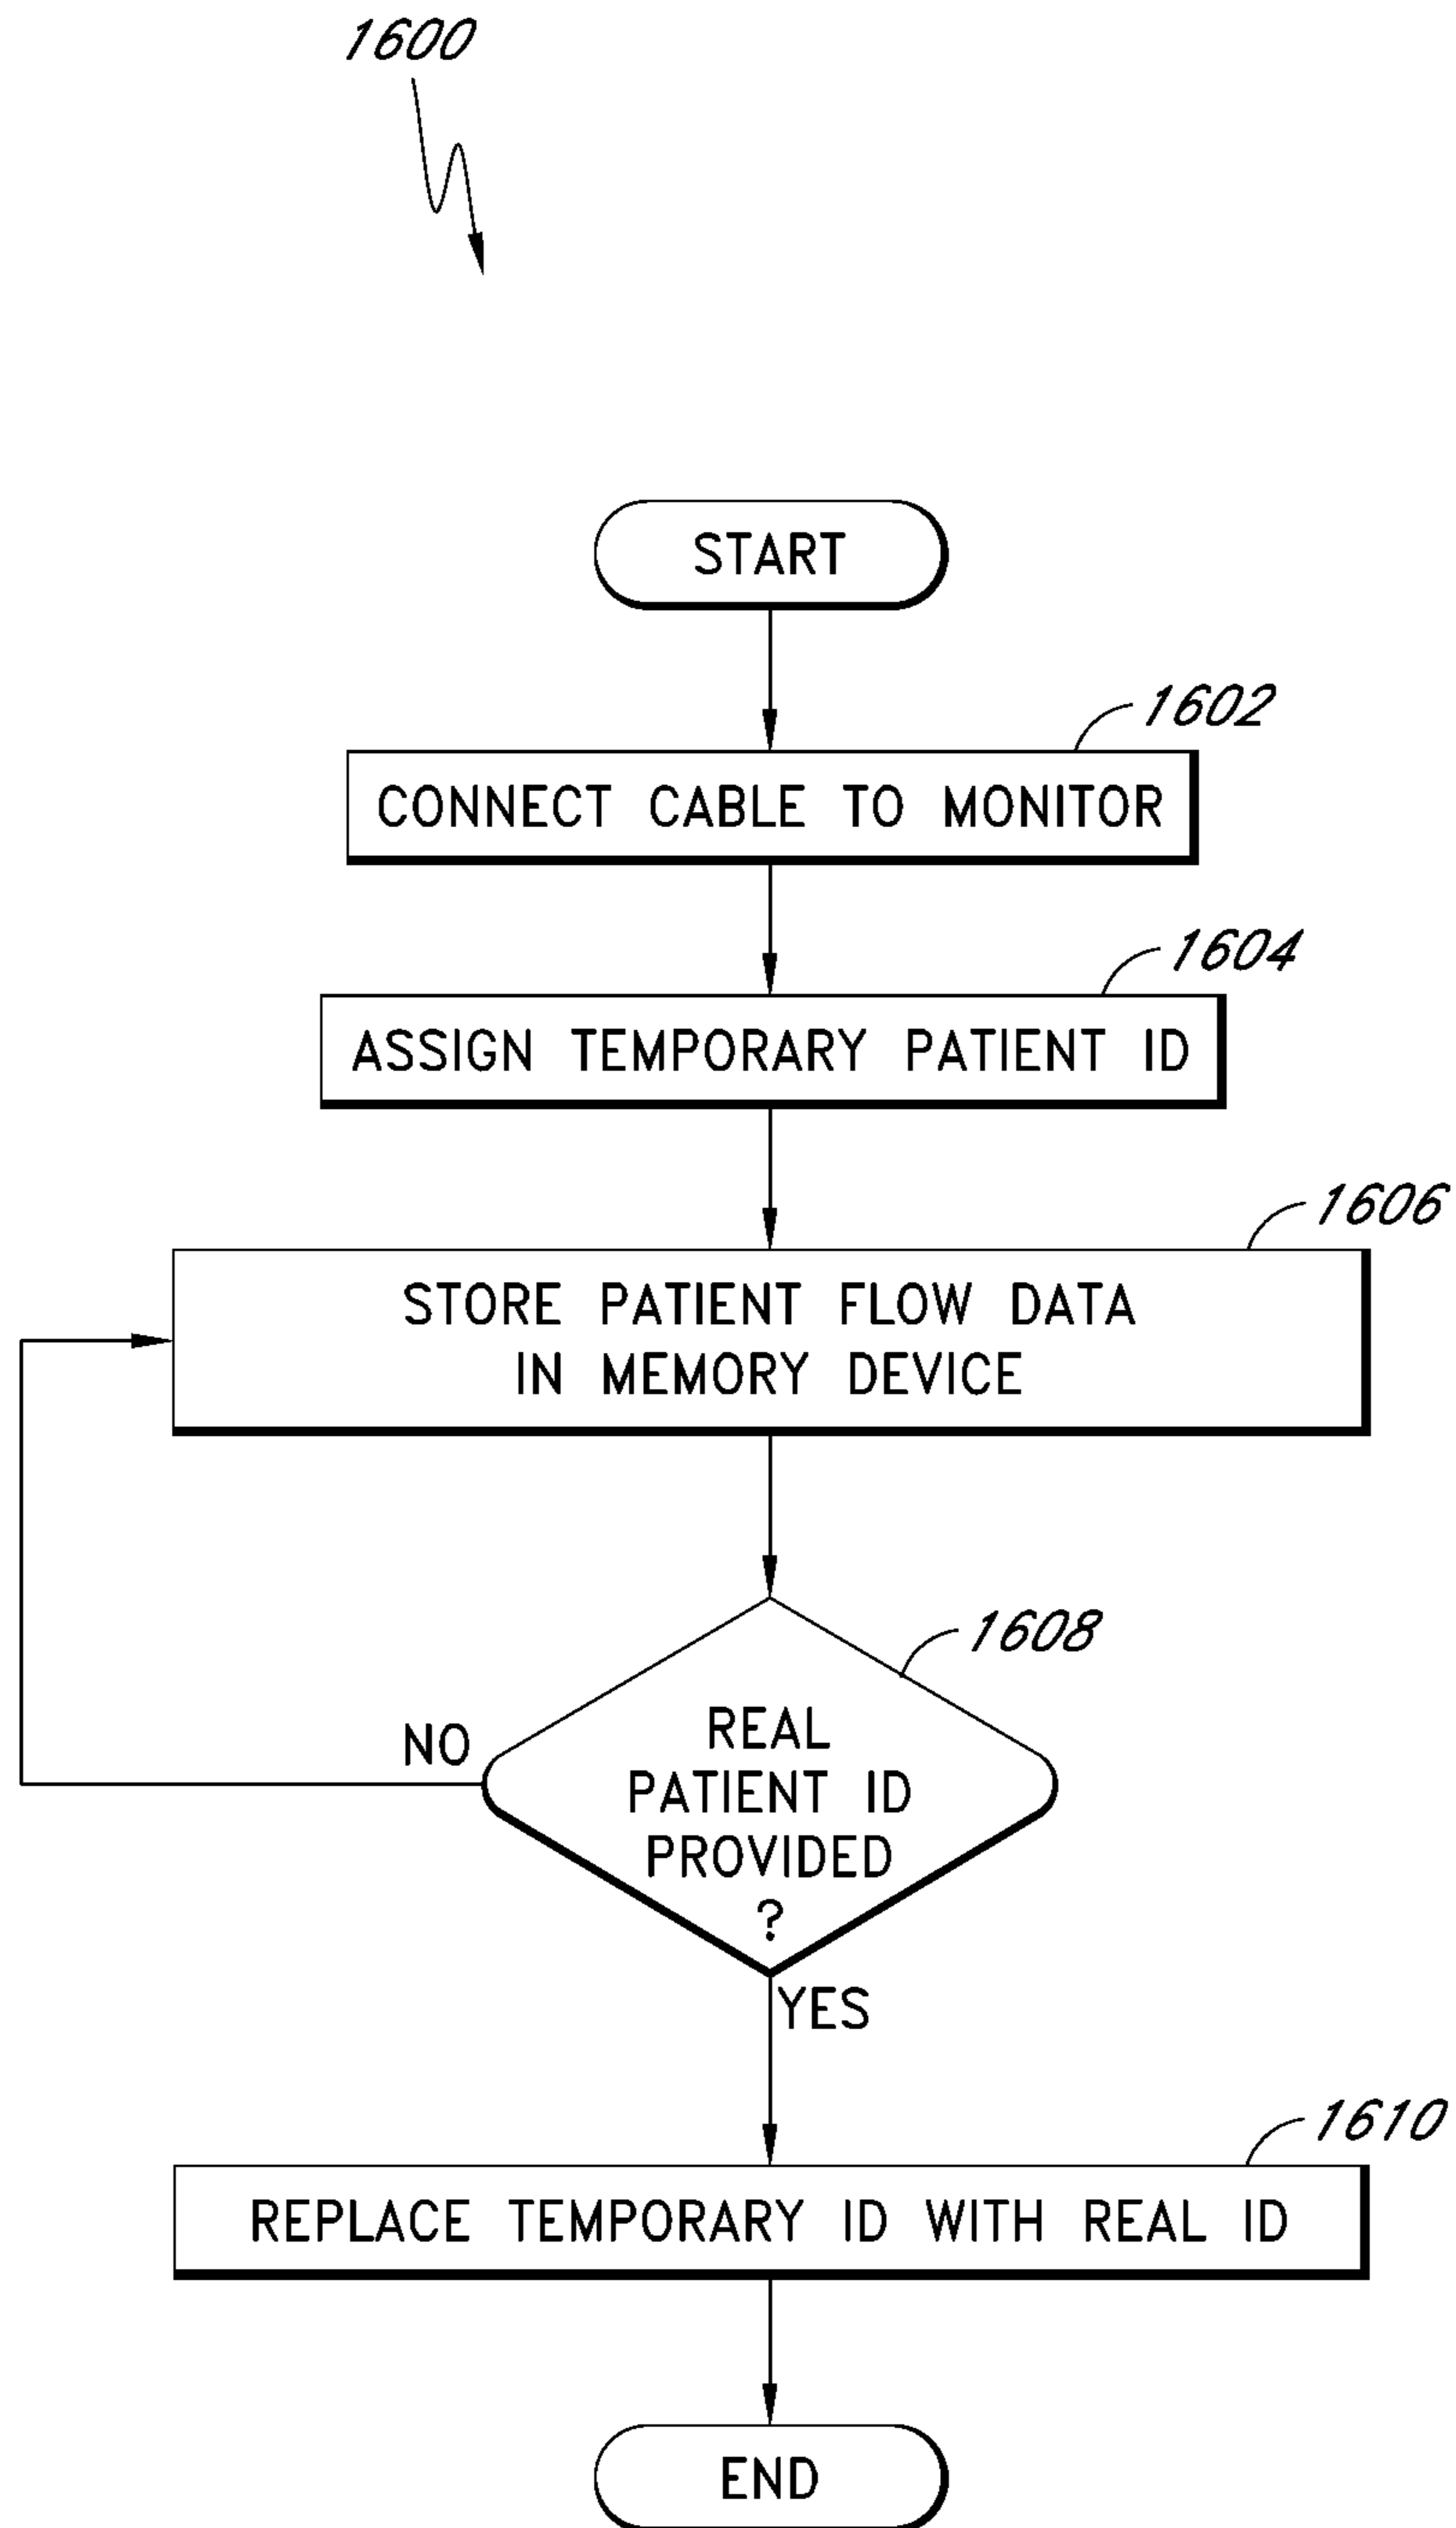 1600
START
1602
CONNECT CABLE TO MONITOR
1604
ASSIGN TEMPORARY PATIENT ID
1606
STORE PATIENT FLOW DATA
IN MEMORY DEVICE
1608
NO
REAL
PATIENT ID
PROVIDED
?
YES
1610
REPLACE TEMPORARY ID WITH REAL ID
END